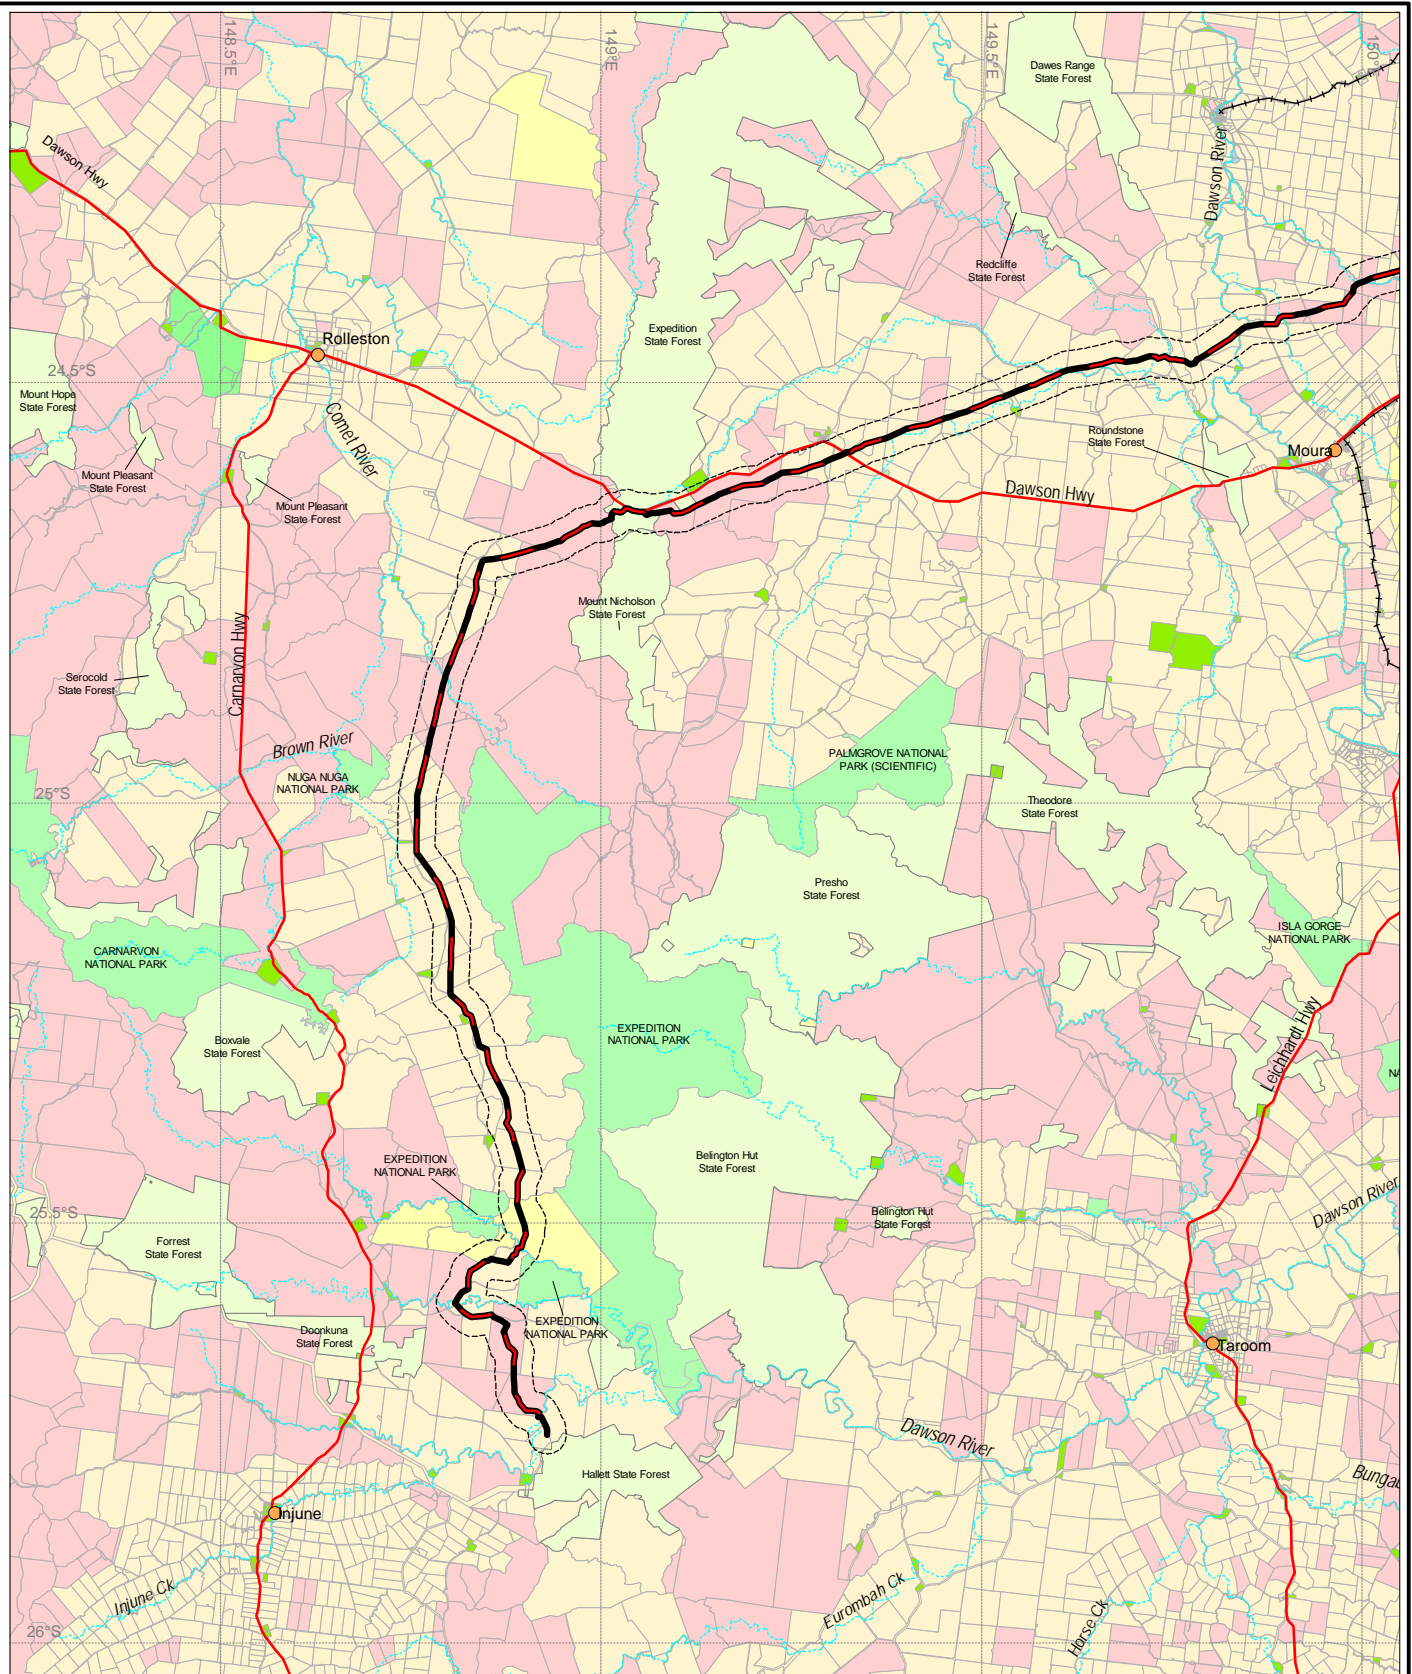 148.5°E
149°E
149.5°E
150°E
Dawes Range
State Forest
Dawson Hwy
Dawson River
Redcliffe
State Forest
Rolleston
Expedition
State Forest
24.5°S
Mount Hope
State Forest
Comet River
Roundstone
State Forest
Moura
Mount Pleasant
State Forest
Mount Pleasant
State Forest
Dawson Hwy
Mount Nicholson
State Forest
Carnarvon Hwy
Serocold
State Forest
Brown River
NUGA NUGA
NATIONAL PARK
PALMGROVE NATIONAL
PARK (SCIENTIFIC)
25°S
Theodore
State Forest
Presho
State Forest
ISLA GORGE
NATIONAL PARK
CARNARVON
NATIONAL PARK
EXPEDITION
NATIONAL PARK
Leichhardt Hwy
Boxvale
State Forest
NA
EXPEDITION
NATIONAL PARK
Belington Hut
State Forest
Dawson River
25.5°S
Belington Hut
State Forest
Forrest
State Forest
EXPEDITION
NATIONAL PARK
Doonkuna
State Forest
Taroom
Dawson River
Hallett State Forest
Bungab
Injune
Injune Ck
Eurombah Ck
Horse Ck
26°S